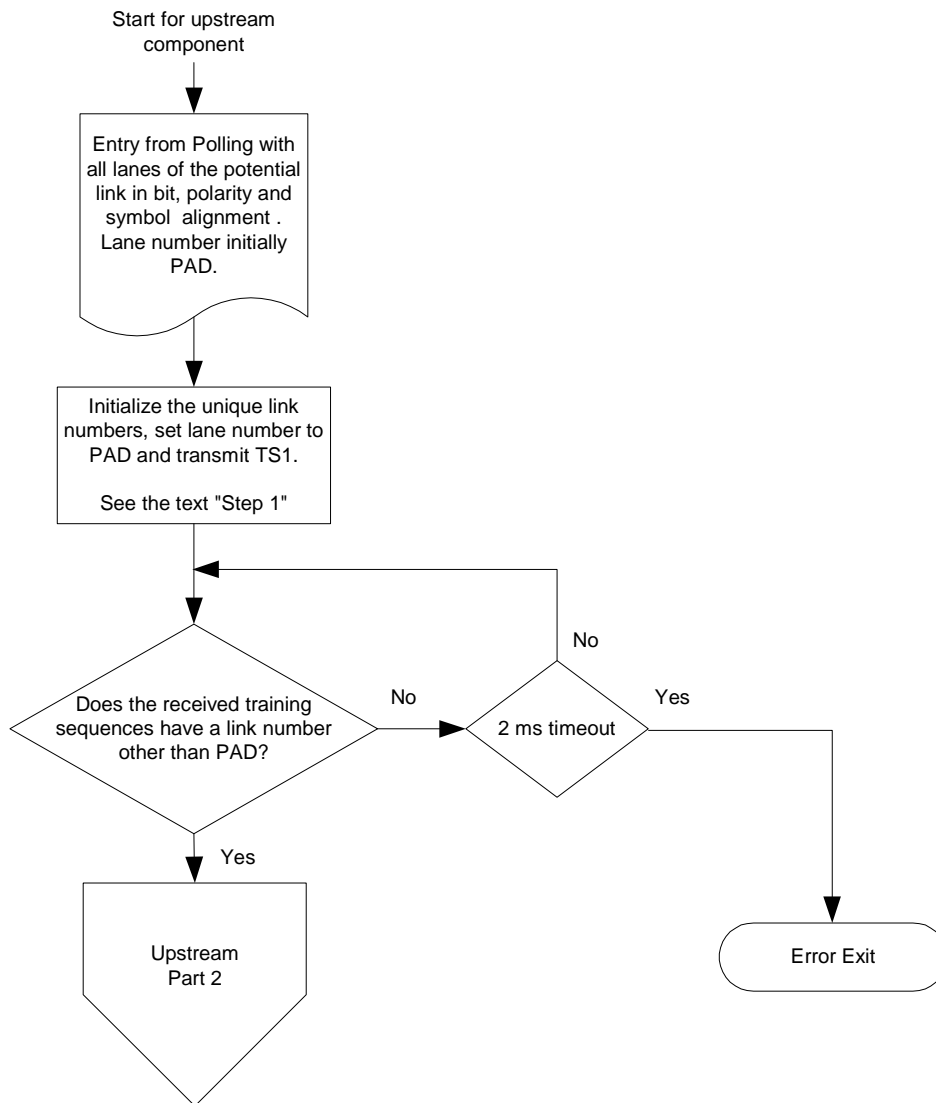 Start for upstream
component
Entry from Polling with
all lanes of the potential
link in bit, polarity and
symbol alignment .
Lane number initially
PAD.
Initialize the unique link
numbers, set lane number to
PAD and transmit TS1.
See the text "Step 1"
No
Does the received training
sequences have a link number
other than PAD?
No
2 ms timeout
Yes
Yes
Upstream
Part 2
Error Exit